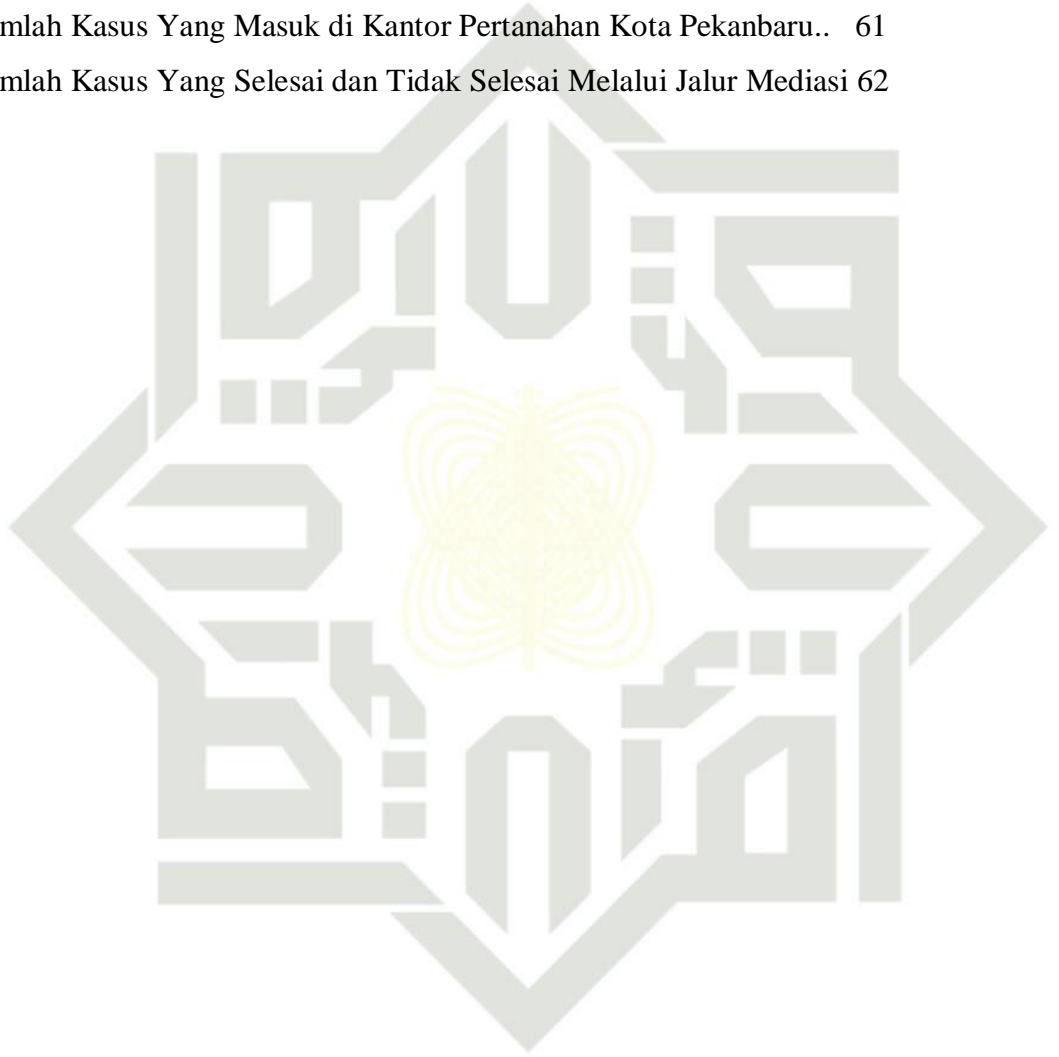 mlah Kasus Yang Masuk di Kantor Pertanahan Kota Pekanbaru.. 61
mlah Kasus Yang Selesai dan Tidak Selesai Melalui Jalur Mediasi 62